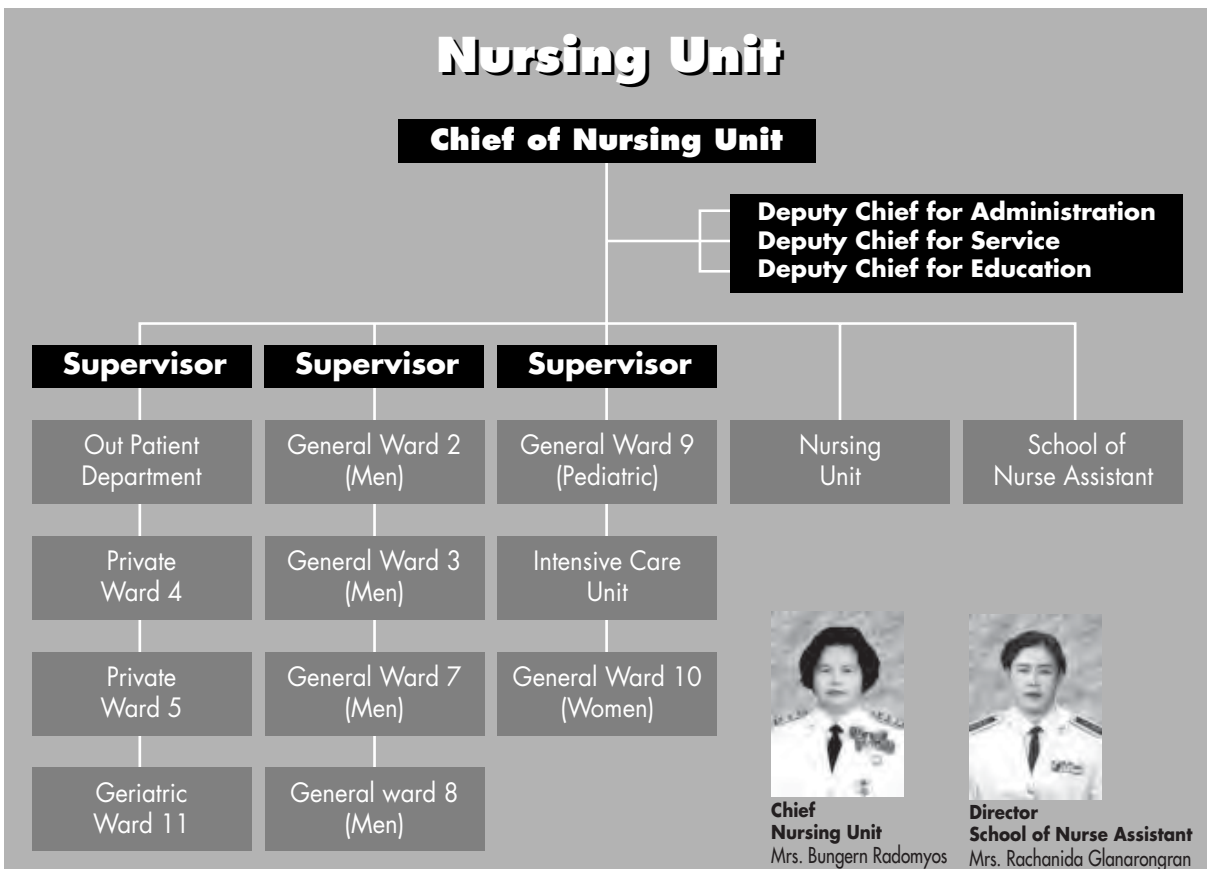 Nursing Unit
Chief of Nursing Unit
Deputy Chief for Administration
Deputy Chief for Service
Deputy Chief for Education
Supervisor
Supervisor
Supervisor
Out Patient
Department
General Ward 2
(Men)
General Ward 9
(Pediatric)
Nursing
Unit
School of
Nurse Assistant
Private
Ward 4
General Ward 3
(Men)
Intensive Care
Unit
Private
Ward 5
General Ward 7
(Men)
General Ward 10
(Women)
Geriatric
Ward 11
General ward 8
(Men)
Chief
Nursing Unit
Mrs. Bungern Radomyos
Director
School of Nurse Assistant
Mrs. Rachanida Glanarongran